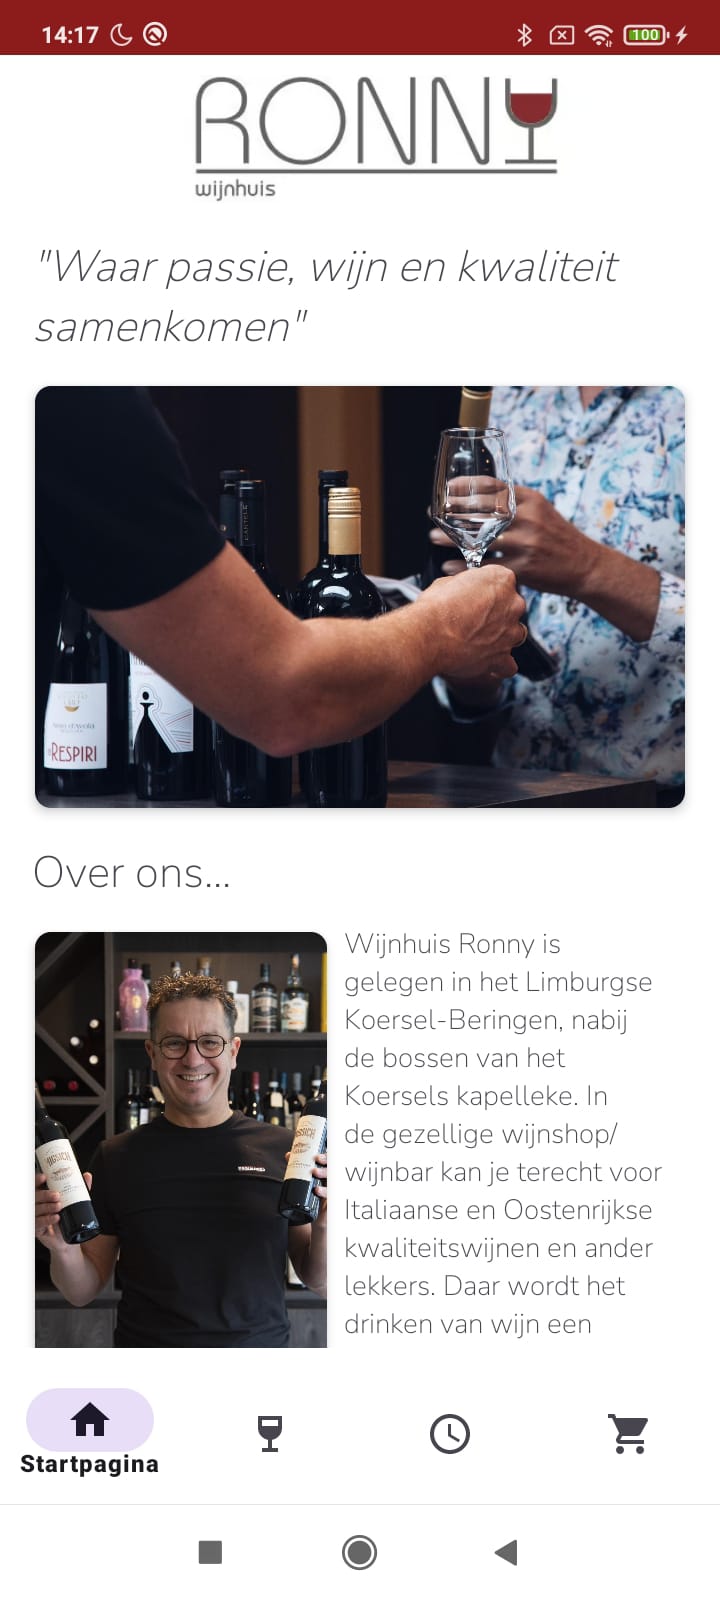 14:17
100
RONNY
wijnhuis
"Waar passie, wijn en kwaliteit
samenkomen"
RESPIRI
Over ons...
Wijnhuis Ronny is
gelegen in het Limburgse
Koersel-Beringen, nabij
de bossen van het
Koersels kapelleke. In
de gezellige wijnshop/
wijnbar kan je terecht voor
Italiaanse en Oostenrijkse
kwaliteitswijnen en ander
lekkers. Daar wordt het
drinken van wijn een
Startpagina